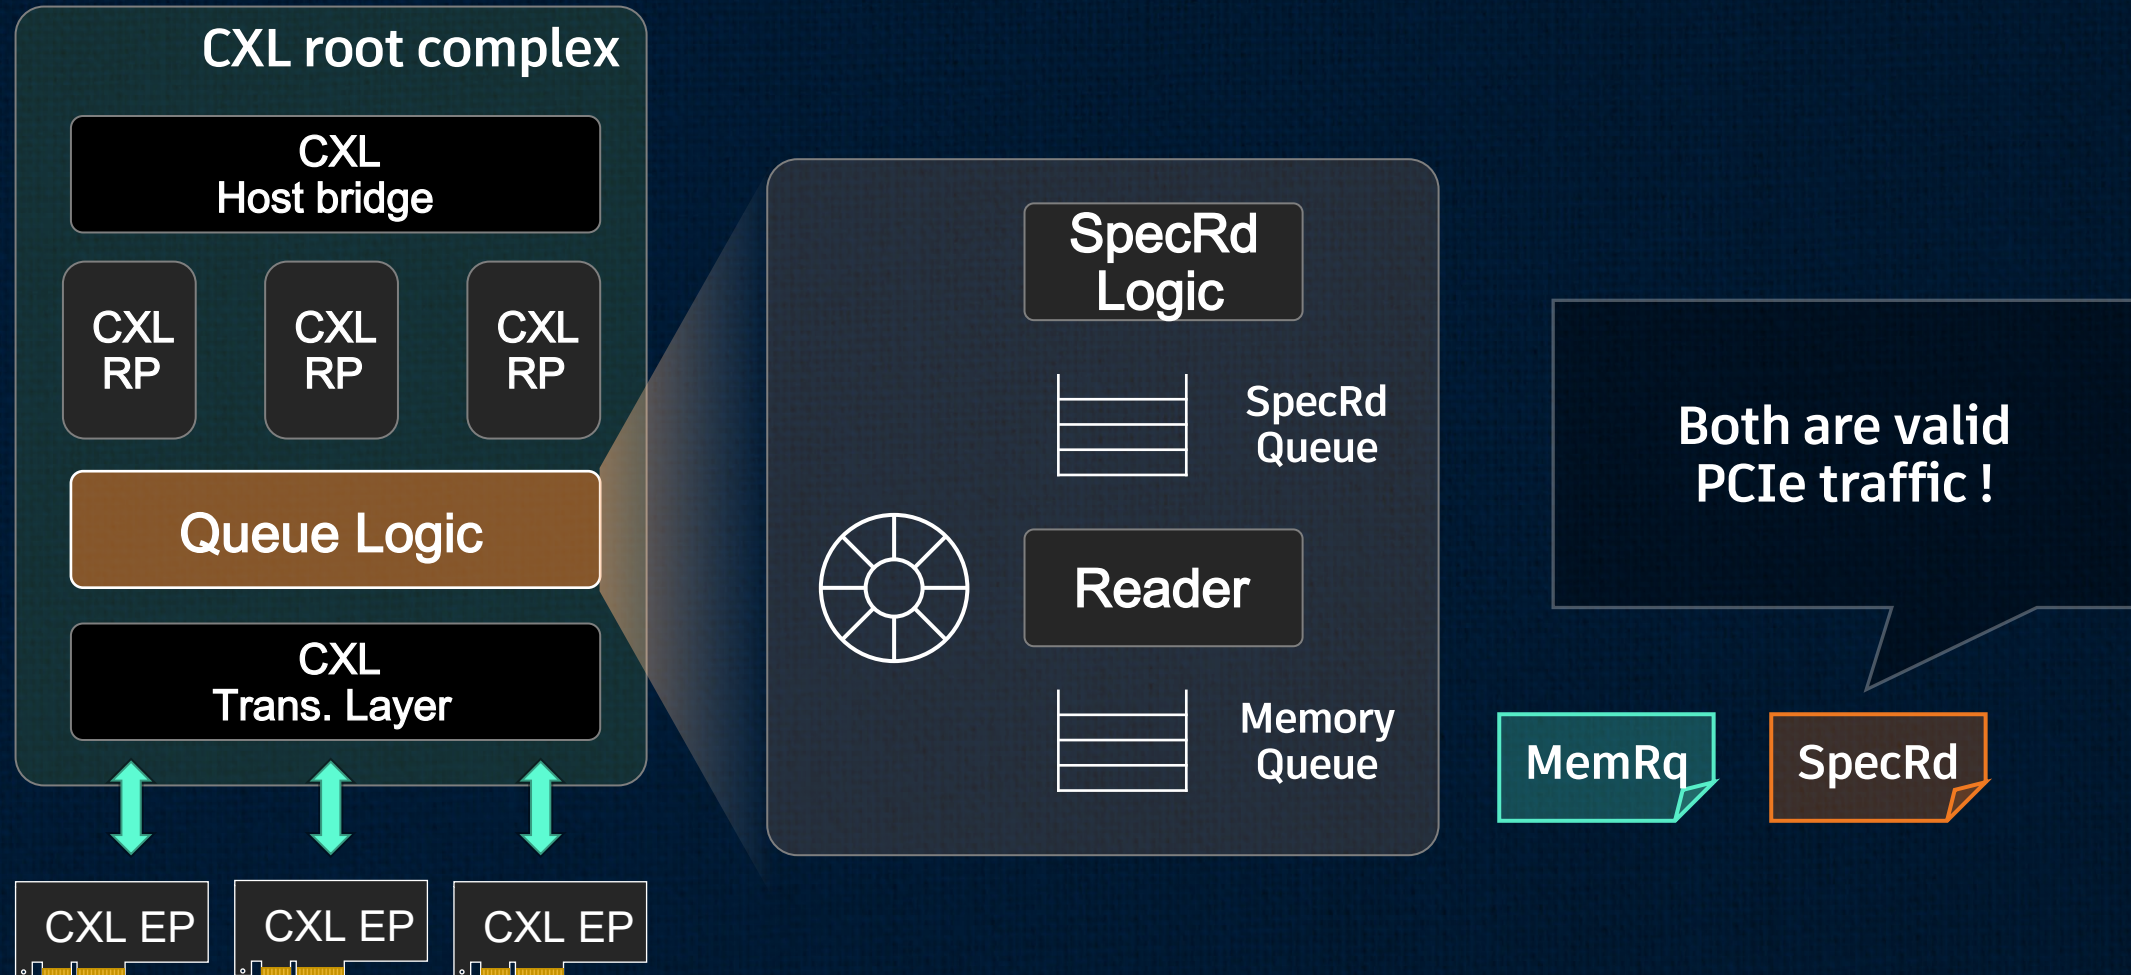 CXL root complex
CXL
Host bridge
CXL
RP
CXL
RP
CXL
RP
Queue Logic
CXL
Trans. Layer
CXL EP
CXL EP
CXL EP
SpecRd
Logic
SpecRd
Queue
Reader
Memory
Queue
Both are valid
PCIe traffic !
MemRq
SpecRd